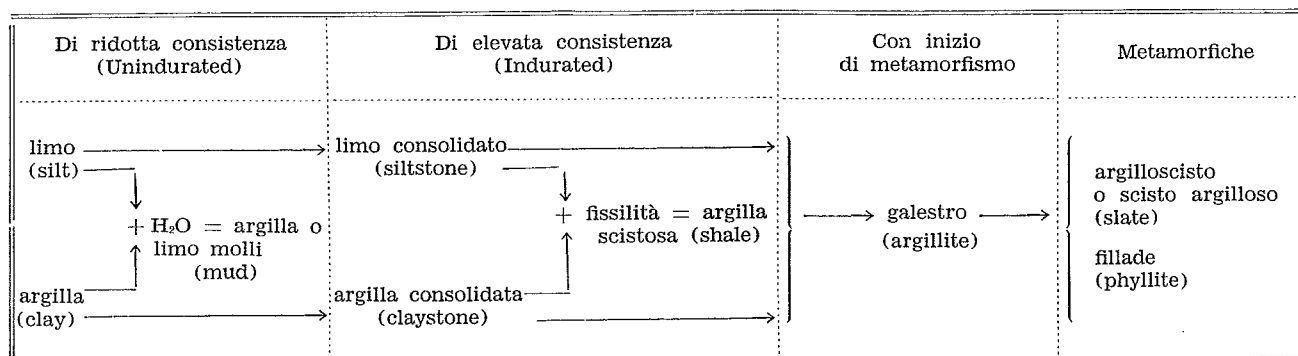 Di ridotta consistenza
(Unindurated)
Di elevata consistenza
(Indurated)
Con inizio
di metamorfismo
Metamorfiche
limo
(silt)
+ H₂O = argilla o
limo molli
(mud)
argilla
(clay)
limo consolidato
(siltstone)
+ fissilità = argilla
scistosa (shale)
argilla consolidata
(claystone)
galestro
(argillite)
argilloscisto
o scisto argilloso
(slate)
fillade
(phyllite)